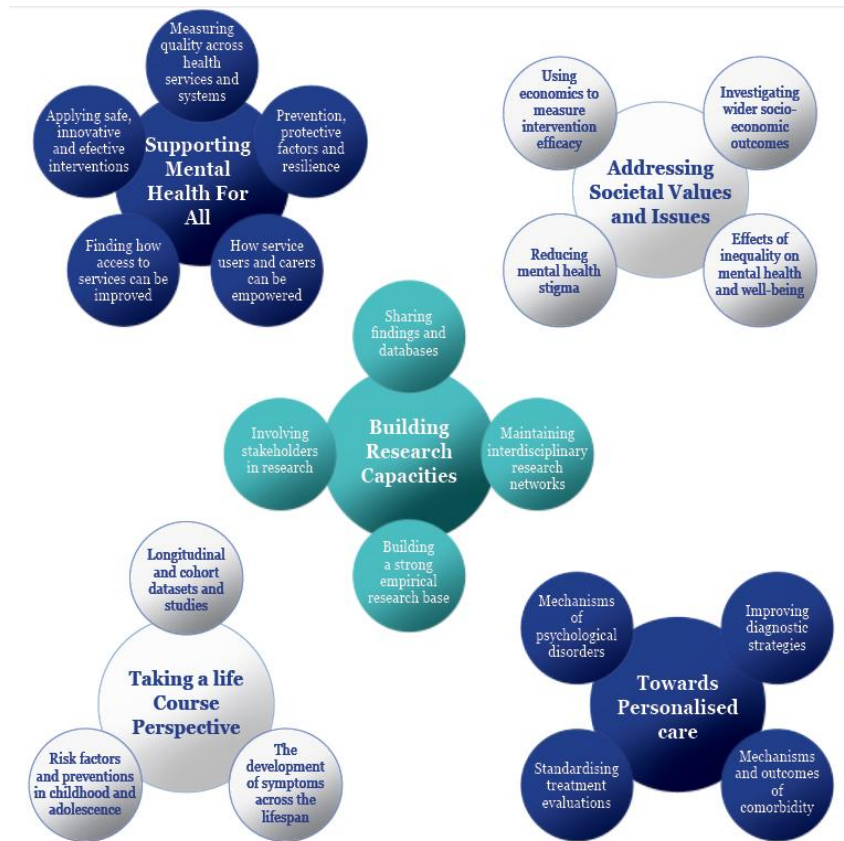 Measuring
quality across
health
services and
systems
Applying safe,
innovative and
efective
interventions
Prevention,
protective
factors and
resilience
Supporting
Mental
Health For
All
Finding how
access to
services can be
improved
How service
users and carers
can be
empowered
Using
economics to
measure
intervention
efficacy
Investigating
wider socio-
economic
outcomes
Addressing
Societal Values
and Issues
Reducing
mental health
stigma
Effects of
inequality on
mental health
and well-being
Sharing
findings and
databases
Involving
stakeholders
in research
Building
Research
Capacities
Maintaining
interdisciplinary
research
networks
Building
a strong
empirical
research base
Longitudinal
and cohort
datasets and
studies
Taking a life
Course
Perspective
Risk factors
and preventions
in childhood and
adolescence
The
development
of symptoms
across the
lifespan
Mechanisms
of
psychological
disorders
Improving
diagnostic
strategies
Towards
Personalised
care
Standardising
treatment
evaluations
Mechanisms
and outcomes
of
comorbidity